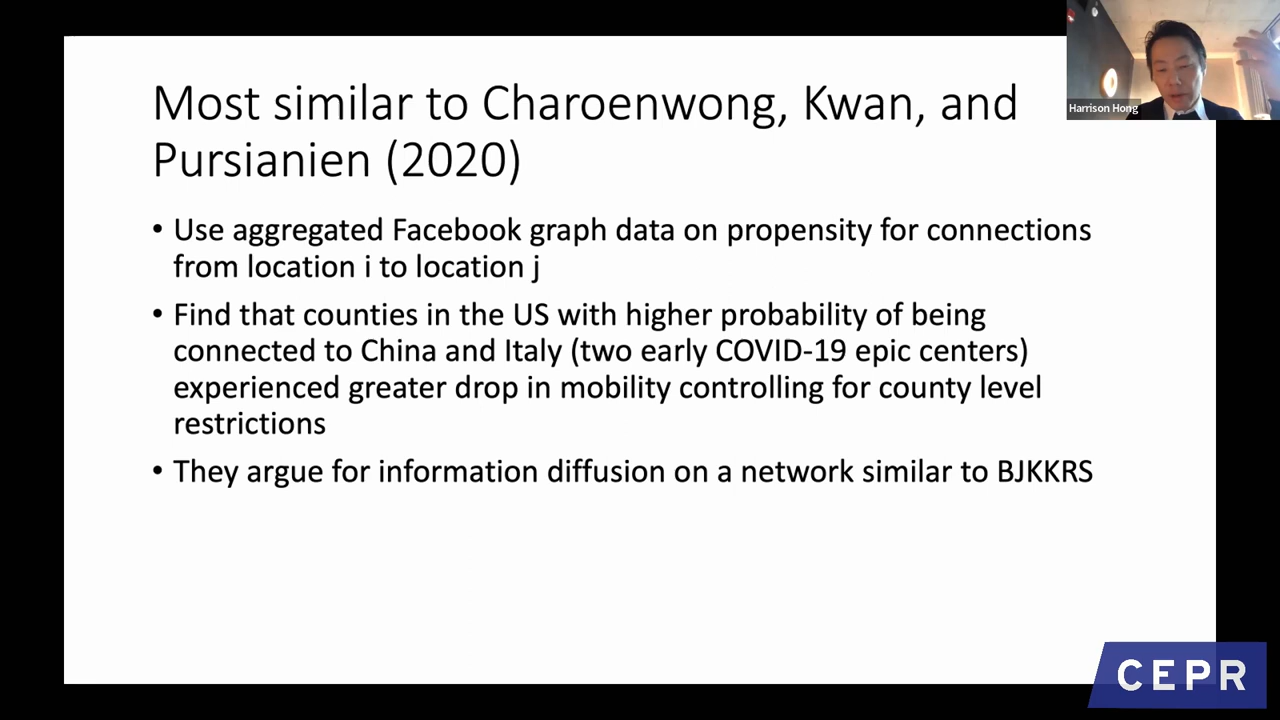 Most similar to Charoenwong, Kwan, and
Pursianien (2020)
Harrison Hong
• Use aggregated Facebook graph data on propensity for connections
from location i to location j
• Find that counties in the US with higher probability of being
connected to China and Italy (two early COVID-19 epic centers)
experienced greater drop in mobility controlling for county level
restrictions
• They argue for information diffusion on a network similar to BJKKRS
CEPR